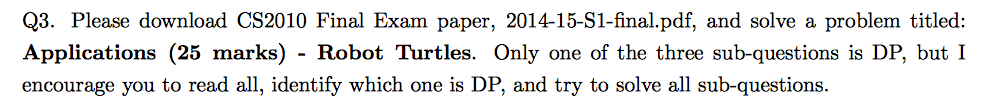 Q3. Please download CS2010 Final Exam paper, 2014-15-S1-final.pdf, and solve a problem titled:
Applications (25 marks) - Robot Turtles. Only one of the three sub-questions is DP, but I
encourage you to read all, identify which one is DP, and try to solve all sub-questions.